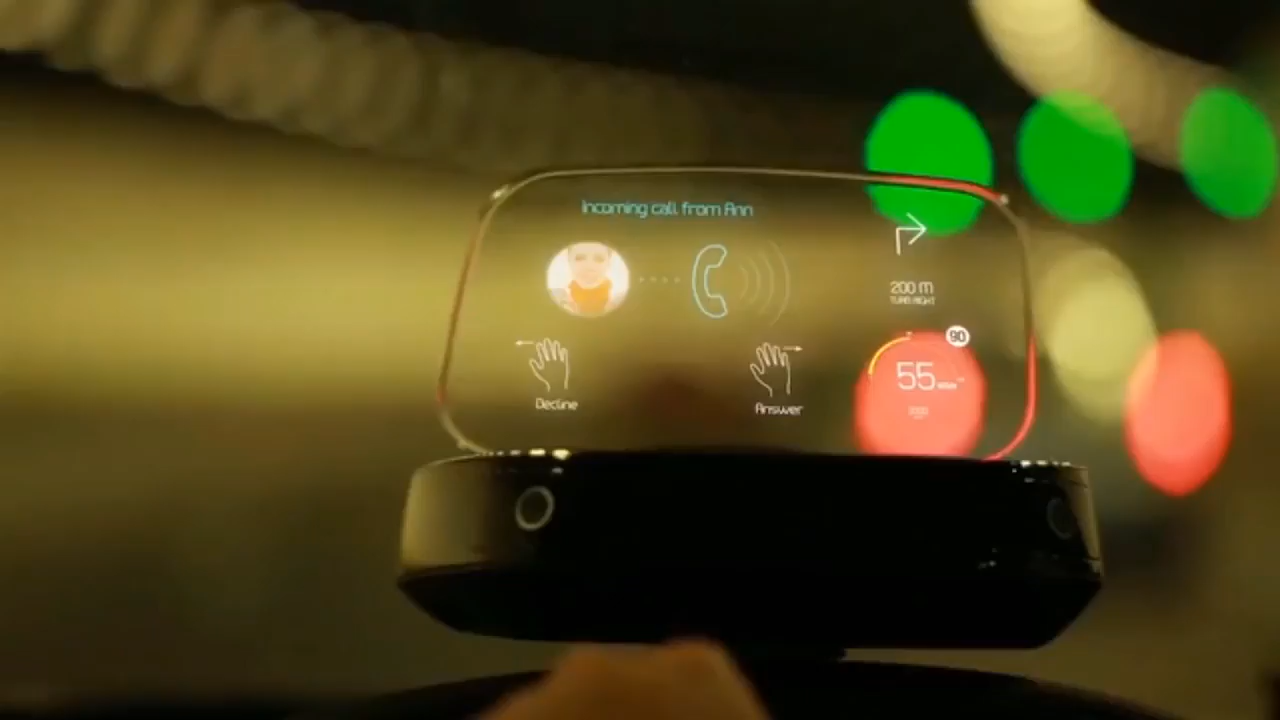 Incoming call from Ann
200 m
TURN RIGHT
90
55
Decline
Answer